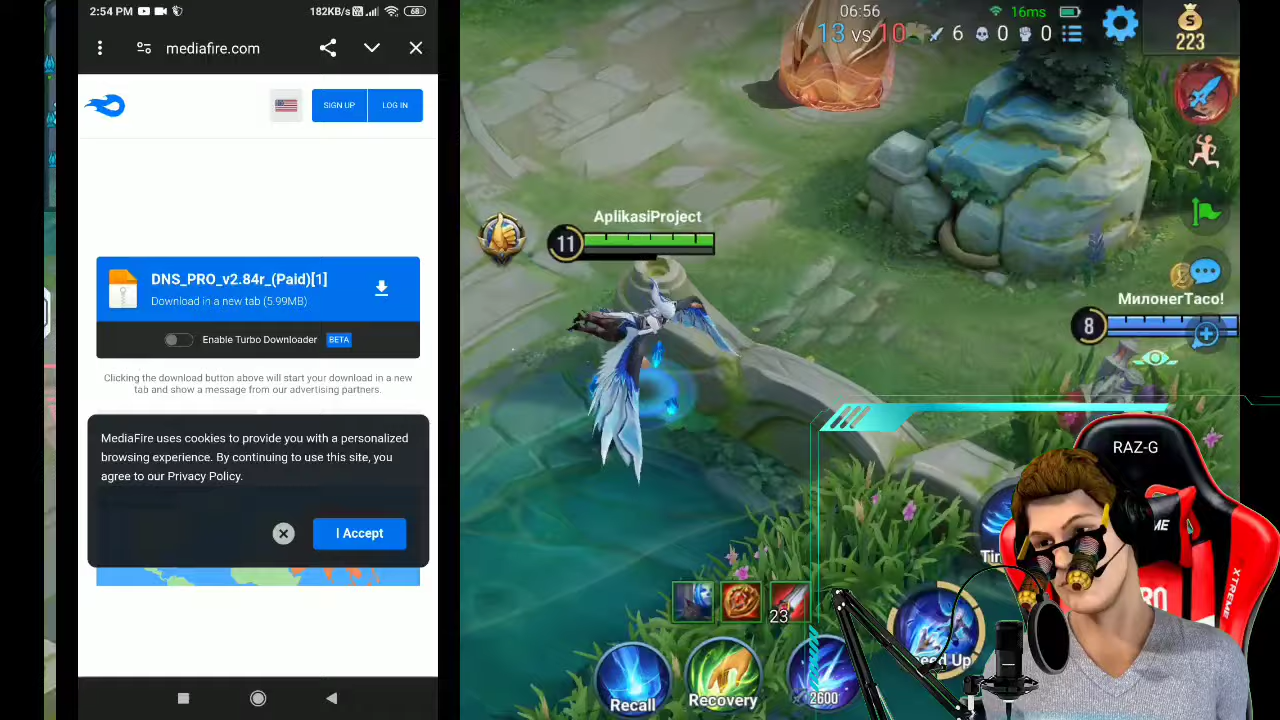 2:54 PM
182KB/s
68
mediafire.com
SIGN UP
LOG IN
DNS_PRO_v2.84r_(Paid)[1]
Download in a new tab (5.99MB)
Enable Turbo Downloader BETA
Clicking the download button above will start your download in a new
tab and show a message from our advertising partners.
MediaFire uses cookies to provide you with a personalized
browsing experience. By continuing to use this site, you
agree to our Privacy Policy.
I Accept
06:56
16ms
13 vs 10
6
0
0
223
AplikasiProject
11
МилонегТасо!
8
RAZ-G
XTREME
23
Recall
Recovery
2600